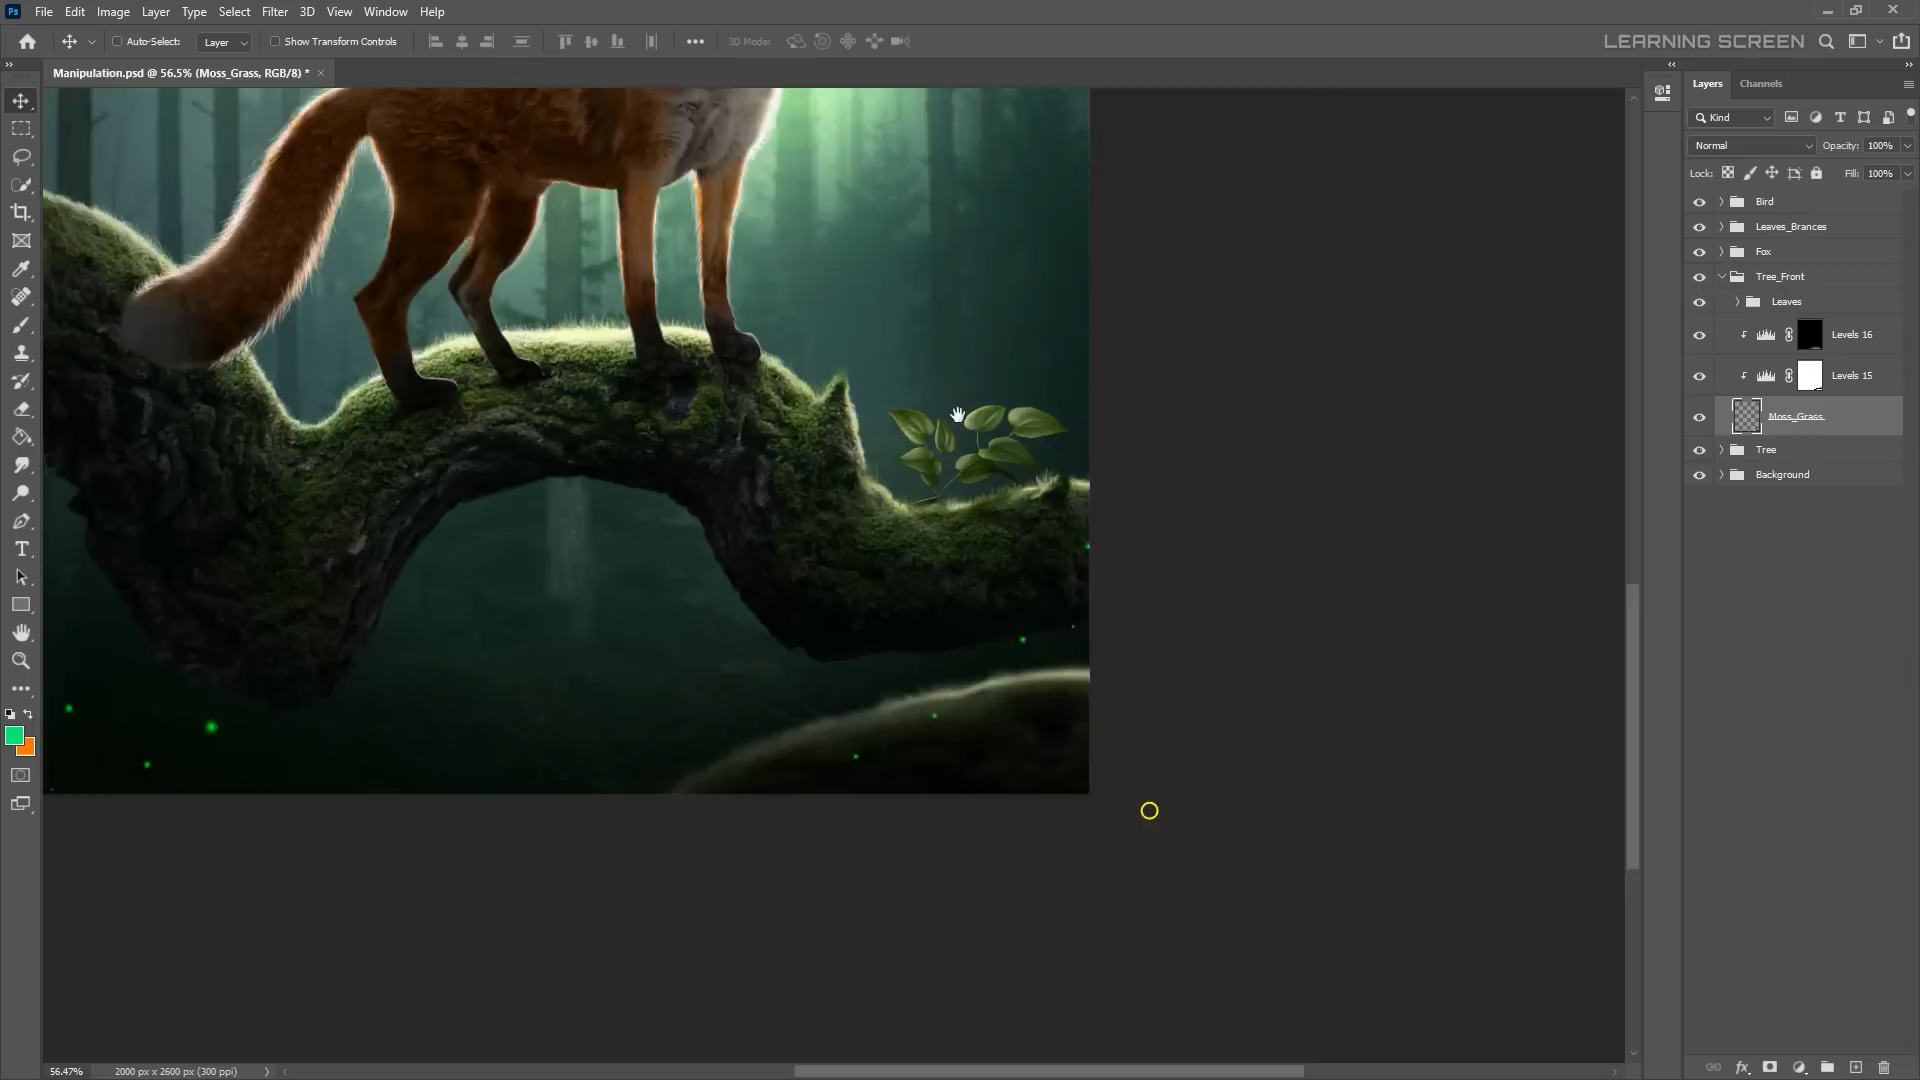 Ps File Edit Image Layer Type Select Filter 3D View Window Help
Auto-Select: Layer Show Transform Controls 3D Mode: LEARNING SCREEN
Manipulation.psd @ 56.5% (Moss_Grass, RGB/8) *
Layers Channels
Kind
Normal Opacity: 100%
Lock: Fill: 100%
Bird
Leaves_Brances
Fox
Tree_Front
Leaves
Levels 16
Levels 15
Moss_Grass
Tree
Background
56.47% 2000 px x 2600 px (300 ppi)